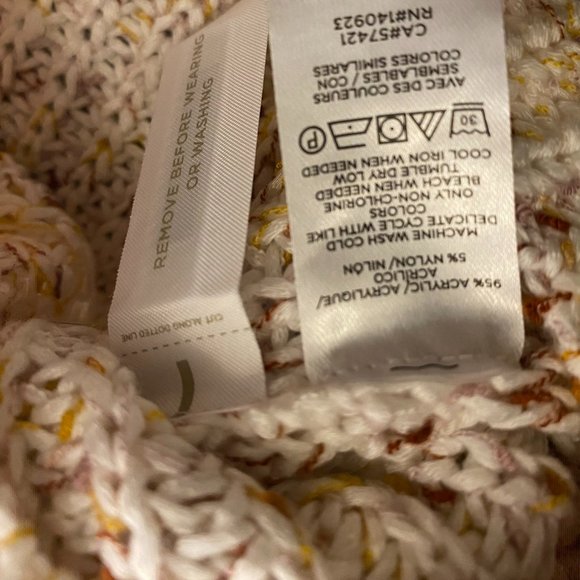 REMOVE BEFORE WEARING
OR WASHING
CUT ALONG DOTTED LINE
95% ACRYLIC/ACRYLIQUE/
ACRÍLICO
5% NYLON/NILÓN
MACHINE WASH COLD
DELICATE CYCLE WITH LIKE
COLORS
ONLY NON-CHLORINE
BLEACH WHEN NEEDED
TUMBLE DRY LOW
COOL IRON WHEN NEEDED
30
P
AVEC DES COULEURS
SEMBLABLES / CON
COLORES SIMILARES
CA#57421
RN#140923